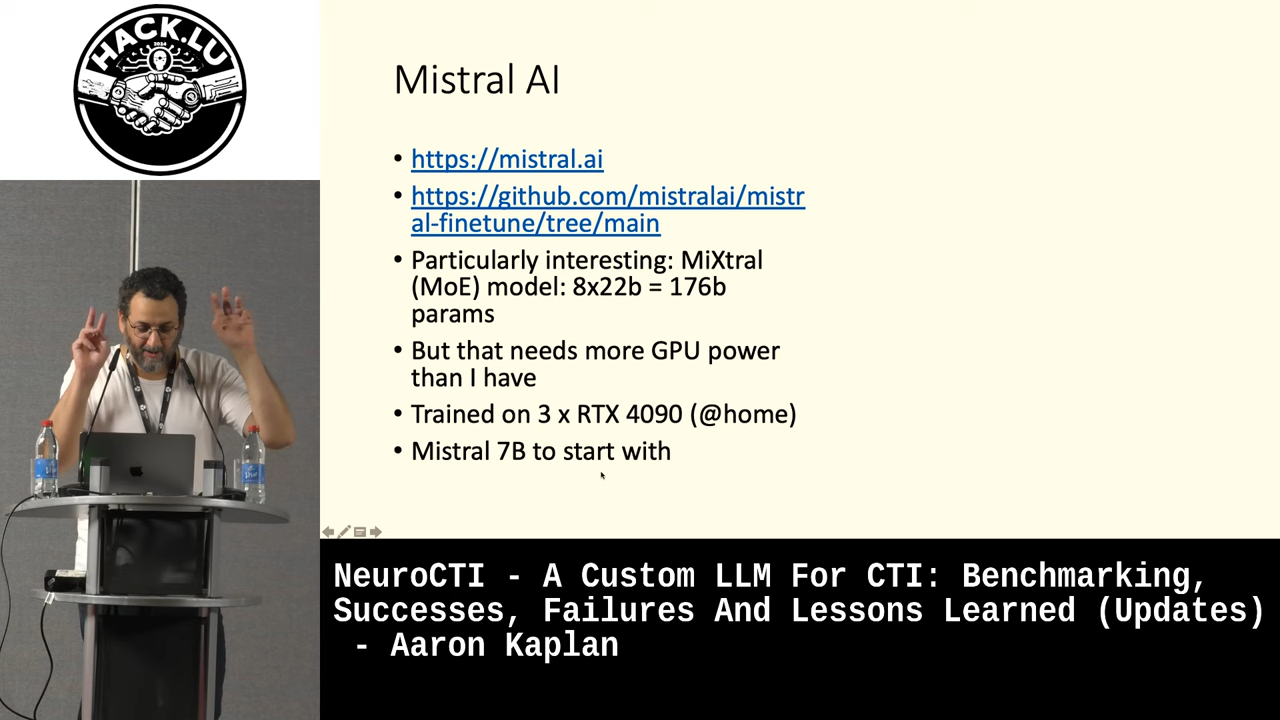 HACK.LU
2024
Mistral AI
• https://mistral.ai
• https://github.com/mistralai/mistr
al-finetune/tree/main
• Particularly interesting: MiXtral
(MoE) model: 8x22b = 176b
params
• But that needs more GPU power
than I have
• Trained on 3 x RTX 4090 (@home)
• Mistral 7B to start with
NeuroCTI - A Custom LLM For CTI: Benchmarking,
Successes, Failures And Lessons Learned (Updates)
- Aaron Kaplan